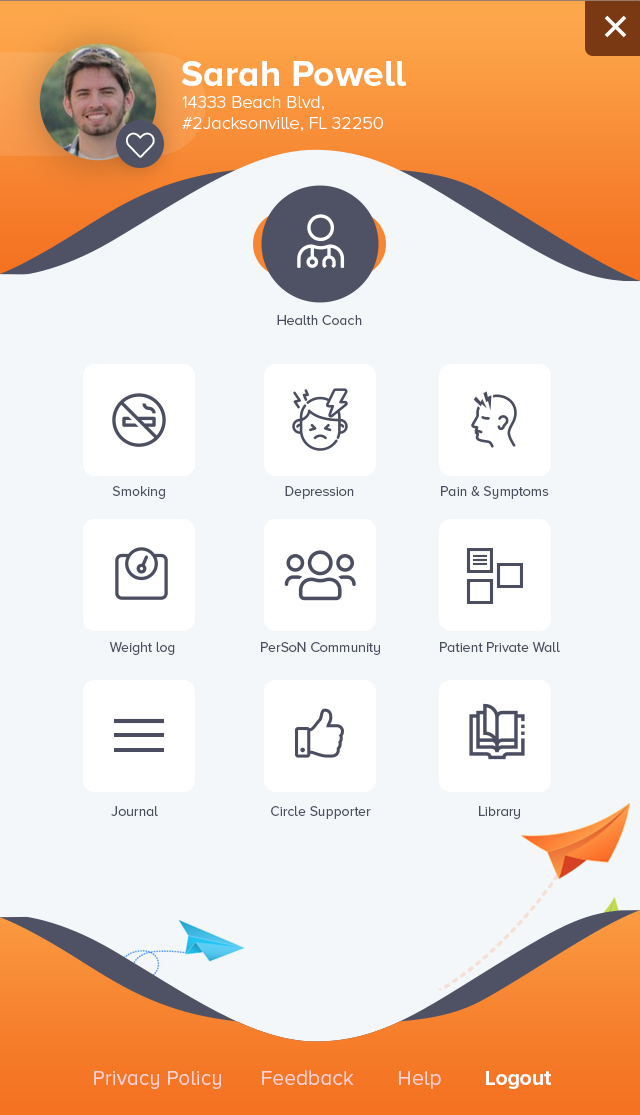 Sarah Powell
14333 Beach Blvd,
#2Jacksonville, FL 32250
Health Coach
Smoking
Depression
Pain & Symptoms
Weight log
PerSoN Community
Patient Private Wall
Journal
Circle Supporter
Library
Privacy Policy
Feedback
Help
Logout